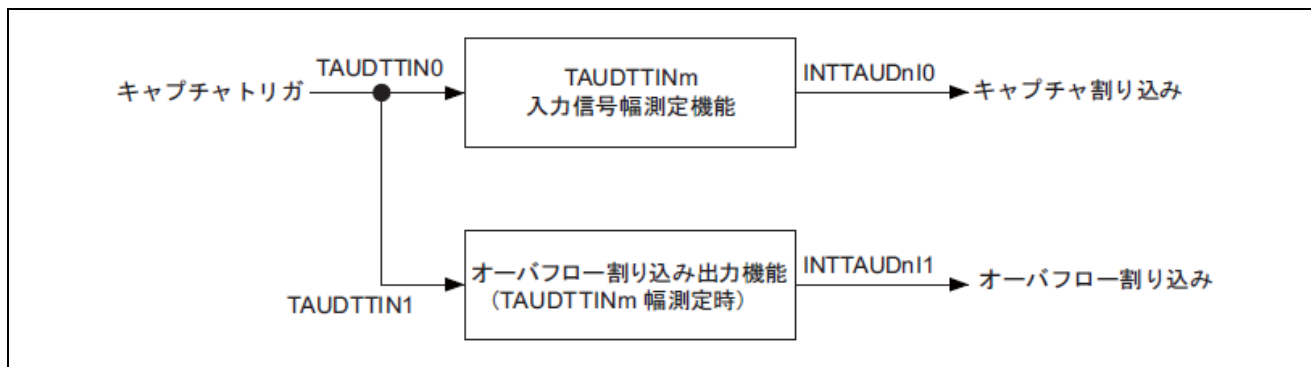 キャプチャトリガ
TAUDTTIN0
TAUDTTINm
入力信号幅測定機能
INTTAUDnI0
キャプチャ割り込み
TAUDTTIN1
オーバフロー割り込み出力機能
（TAUDTTINm 幅測定時）
INTTAUDnI1
オーバフロー割り込み